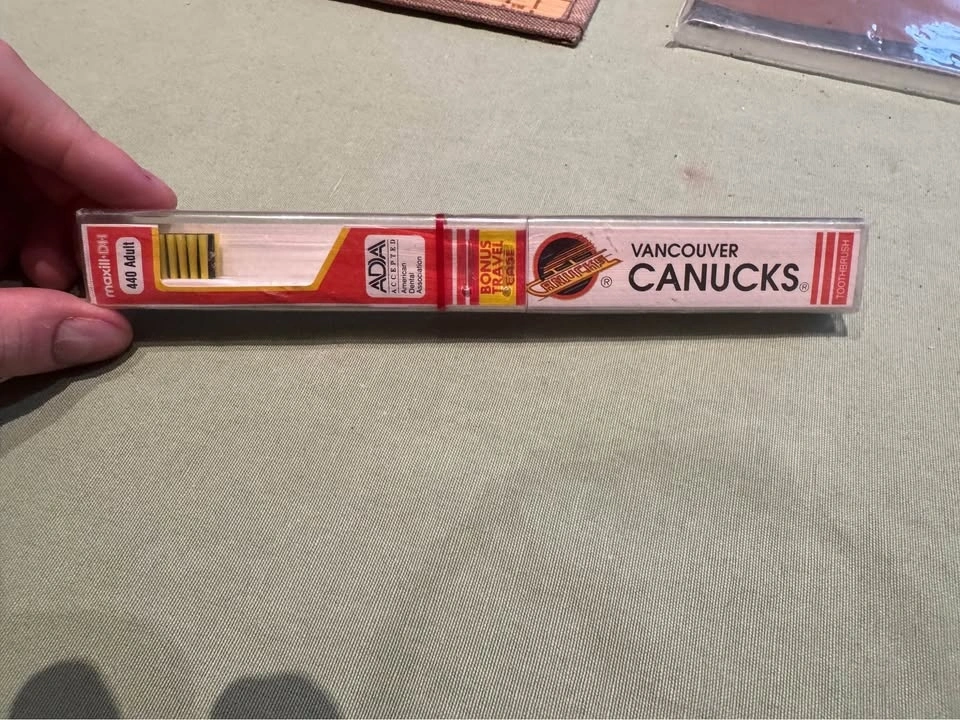 maxill·DH
440 Adult
ADA
ACCEPTED
American
Dental
Association
BONUS
TRAVEL
CASE
CANUCKS
®
VANCOUVER
CANUCKS®
TOOTHBRUSH